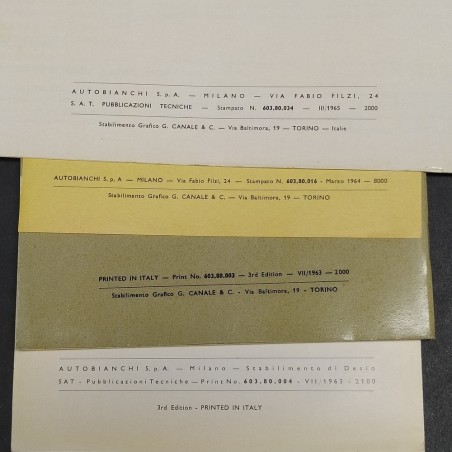 AUTOBIANCHI S.p.A. — MILANO — VIA FABIO FILZI, 24
S.A.T. PUBBLICAZIONI TECNICHE — Stampato N. 603.80.034 — III/1965 — 2000
Stabilimento Grafico G. CANALE & C. — Via Baltimora, 19 — TORINO — Italie
AUTOBIANCHI S.p.A — MILANO — Via Fabio Filzi, 24 — Stampato N. 603.80.016 - Marzo 1964 — 8000
Stabilimento Grafico G. CANALE & C. — Via Baltimora, 19 — TORINO
PRINTED IN ITALY — Print No. 603.80.003 — 3rd Edition — VII/1963 — 2000
Stabilimento Grafico G. CANALE & C. - Via Baltimora, 19 - TORINO
AUTOBIANCHI S.p.A. — Milano — Stabilimento di Desio
SAT - Pubblicazioni Tecniche — Print No. 603.80.004 - VII/1963 - 2100
3rd Edition - PRINTED IN ITALY